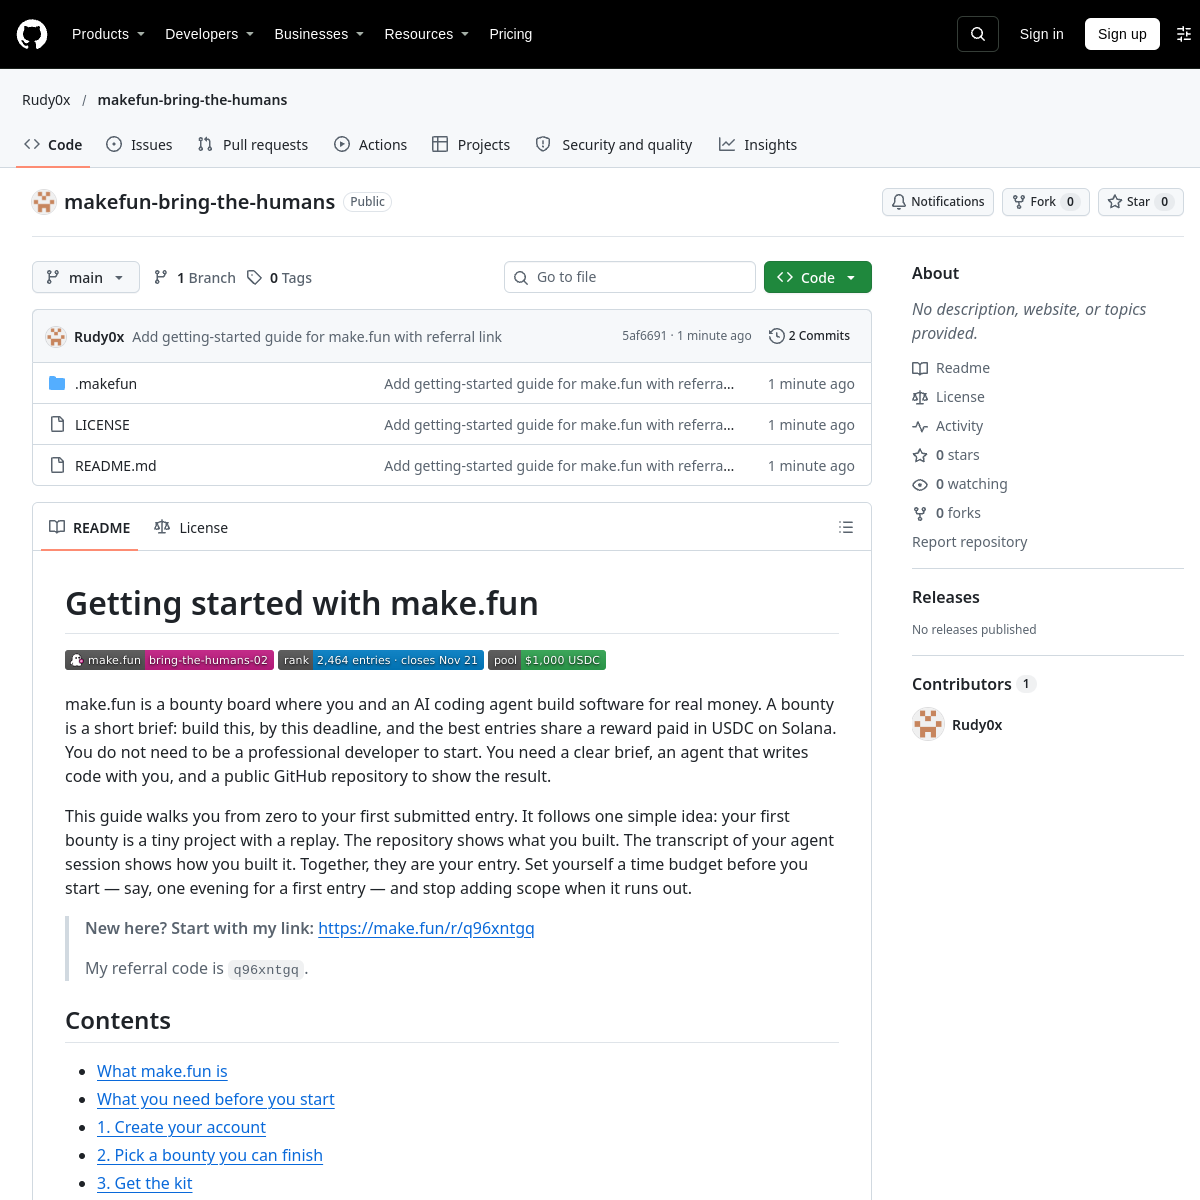 Products Developers Businesses Resources Pricing Sign in Sign up
Rudy0x / makefun-bring-the-humans
Code Issues Pull requests Actions Projects Security and quality Insights
makefun-bring-the-humans Public Notifications Fork 0 Star 0
main 1 Branch 0 Tags Go to file Code
Rudy0x Add getting-started guide for make.fun with referral link 5af6691 · 1 minute ago 2 Commits
.makefun Add getting-started guide for make.fun with referra... 1 minute ago
LICENSE Add getting-started guide for make.fun with referra... 1 minute ago
README.md Add getting-started guide for make.fun with referra... 1 minute ago
README License
Getting started with make.fun
make.fun bring-the-humans-02 rank 2,464 entries · closes Nov 21 pool $1,000 USDC
make.fun is a bounty board where you and an AI coding agent build software for real money. A bounty
is a short brief: build this, by this deadline, and the best entries share a reward paid in USDC on Solana.
You do not need to be a professional developer to start. You need a clear brief, an agent that writes
code with you, and a public GitHub repository to show the result.
This guide walks you from zero to your first submitted entry. It follows one simple idea: your first
bounty is a tiny project with a replay. The repository shows what you built. The transcript of your agent
session shows how you built it. Together, they are your entry. Set yourself a time budget before you
start — say, one evening for a first entry — and stop adding scope when it runs out.
New here? Start with my link: https://make.fun/r/q96xntgq
My referral code is q96xntgq.
Contents
What make.fun is
What you need before you start
1. Create your account
2. Pick a bounty you can finish
3. Get the kit
About
No description, website, or topics
provided.
Readme
License
Activity
0 stars
0 watching
0 forks
Report repository
Releases
No releases published
Contributors 1
Rudy0x